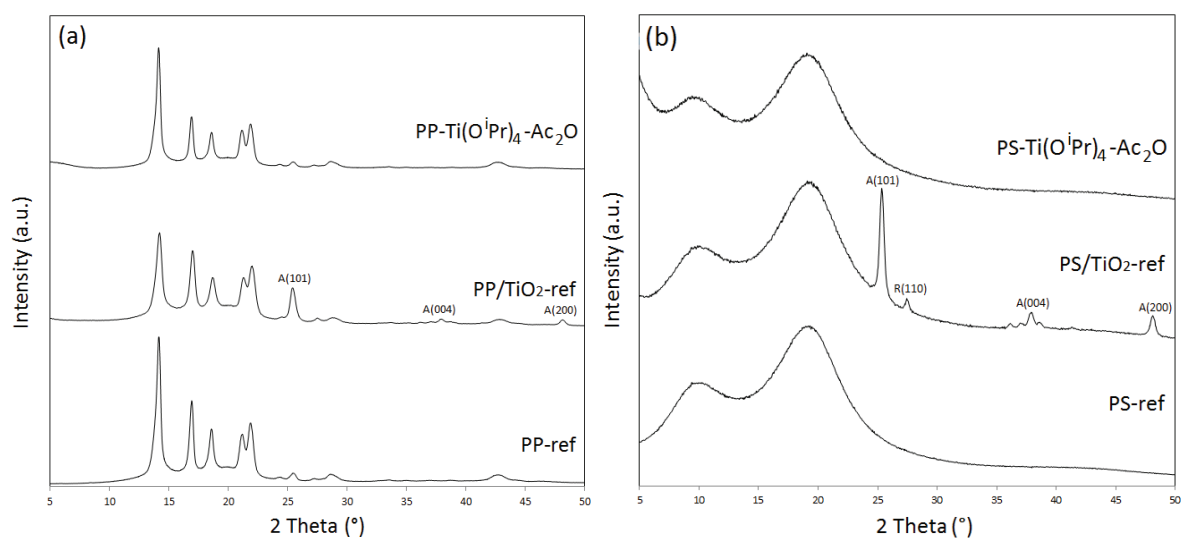 (a)
PP-Ti(OⁱPr)₄-Ac₂O
A(101)
PP/TiO₂-ref
A(004)
A(200)
PP-ref
Intensity (a.u.)
5 10 15 20 25 30 35 40 45 50
2 Theta (°)
(b)
PS-Ti(OⁱPr)₄-Ac₂O
A(101)
PS/TiO₂-ref
R(110)
A(004)
A(200)
PS-ref
Intensity (a.u.)
5 10 15 20 25 30 35 40 45 50
2 Theta (°)